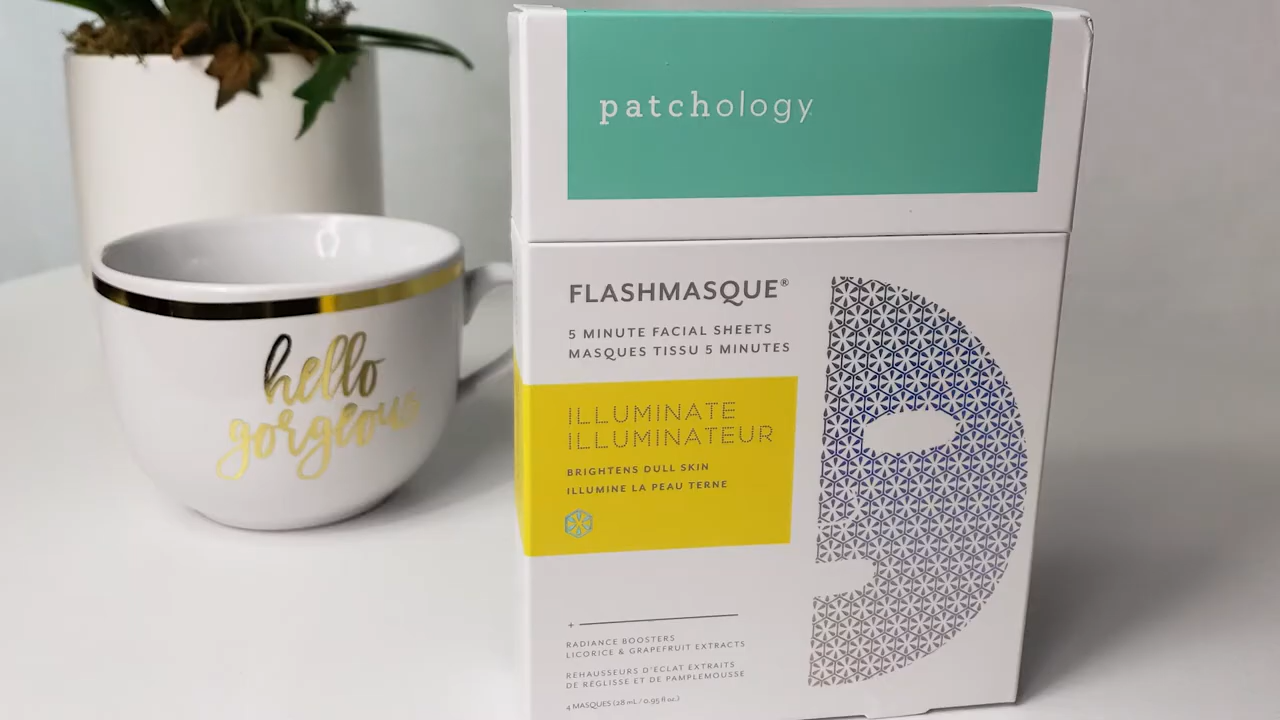 patchology
hello
gorgeous
FLASHMASQUE®
5 MINUTE FACIAL SHEETS
MASQUES TISSU 5 MINUTES
ILLUMINATE
ILLUMINATEUR
BRIGHTENS DULL SKIN
ILLUMINE LA PEAU TERNE
+
RADIANCE BOOSTERS
LICORICE & GRAPEFRUIT EXTRACTS
REHAUSSEURS D'ECLAT EXTRAITS
DE RÉGLISSE ET DE PAMPLEMOUSSE
4 MASQUES (28 mL / 0.95 fl oz.)